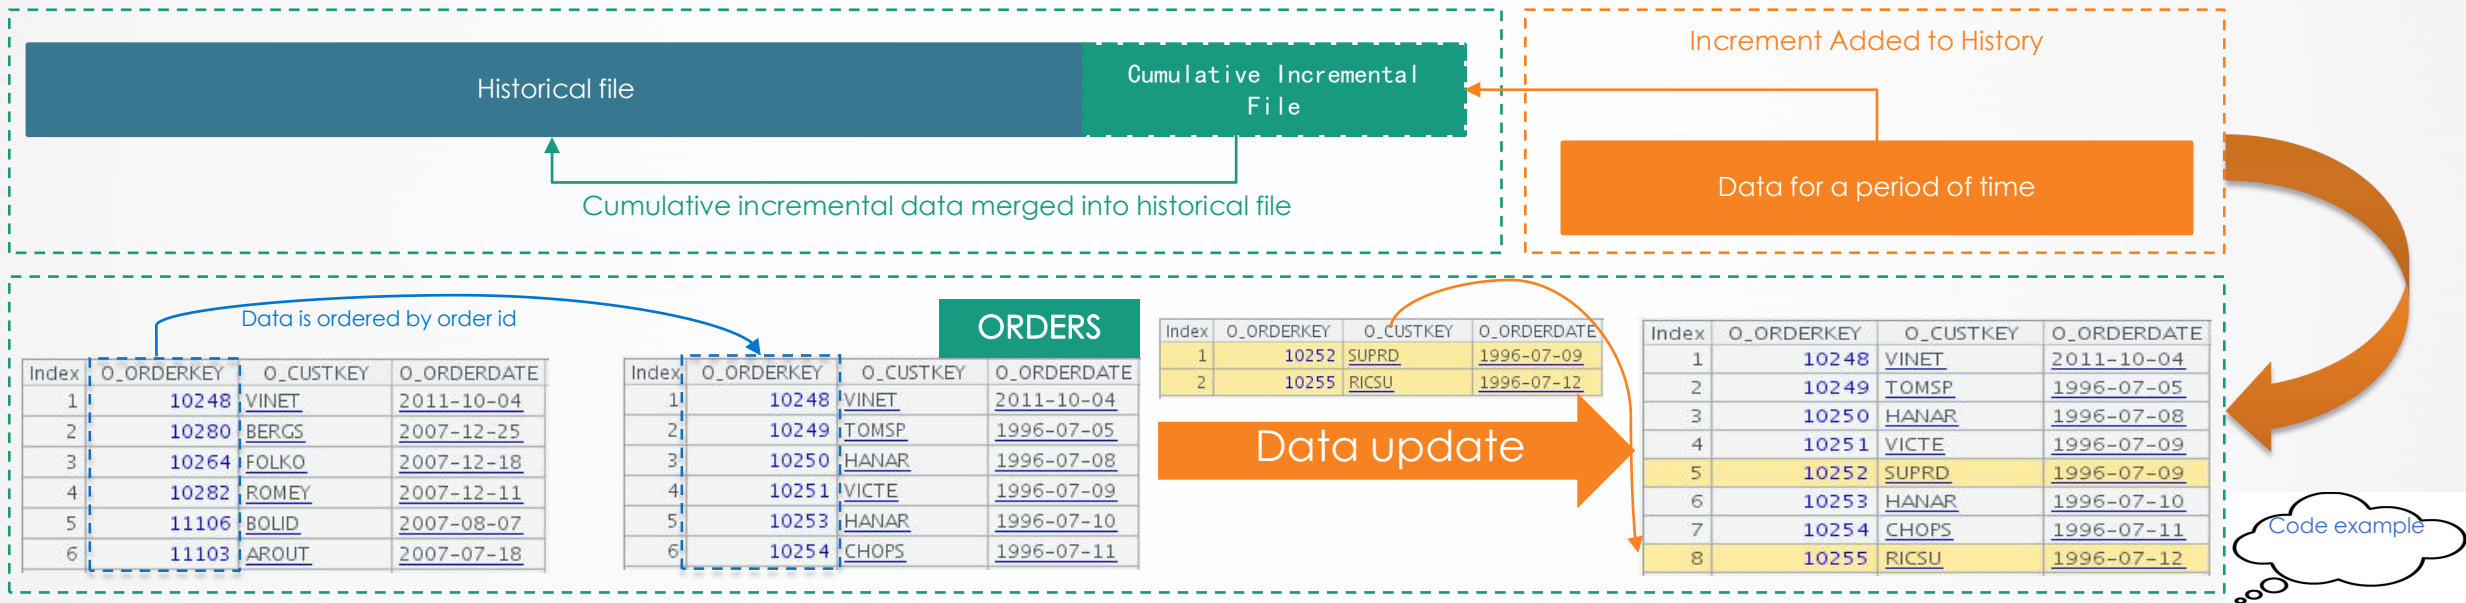 Historical file
Cumulative Incremental
File
Cumulative incremental data merged into historical file
Increment Added to History
Data for a period of time
Data is ordered by order id
Index O_ORDERKEY O_CUSTKEY O_ORDERDATE
1 10248 VINET 2011-10-04
2 10280 BERGS 2007-12-25
3 10264 FOLKO 2007-12-18
4 10282 ROMEY 2007-12-11
5 11106 BOLID 2007-08-07
6 11103 AROUT 2007-07-18
ORDERS
Index O_ORDERKEY O_CUSTKEY O_ORDERDATE
1 10248 VINET 2011-10-04
2 10249 TOMSP 1996-07-05
3 10250 HANAR 1996-07-08
4 10251 VICTE 1996-07-09
5 10253 HANAR 1996-07-10
6 10254 CHOPS 1996-07-11
Index O_ORDERKEY O_CUSTKEY O_ORDERDATE
1 10252 SUPRD 1996-07-09
2 10255 RICSU 1996-07-12
Data update
Index O_ORDERKEY O_CUSTKEY O_ORDERDATE
1 10248 VINET 2011-10-04
2 10249 TOMSP 1996-07-05
3 10250 HANAR 1996-07-08
4 10251 VICTE 1996-07-09
5 10252 SUPRD 1996-07-09
6 10253 HANAR 1996-07-10
7 10254 CHOPS 1996-07-11
8 10255 RICSU 1996-07-12
Code example